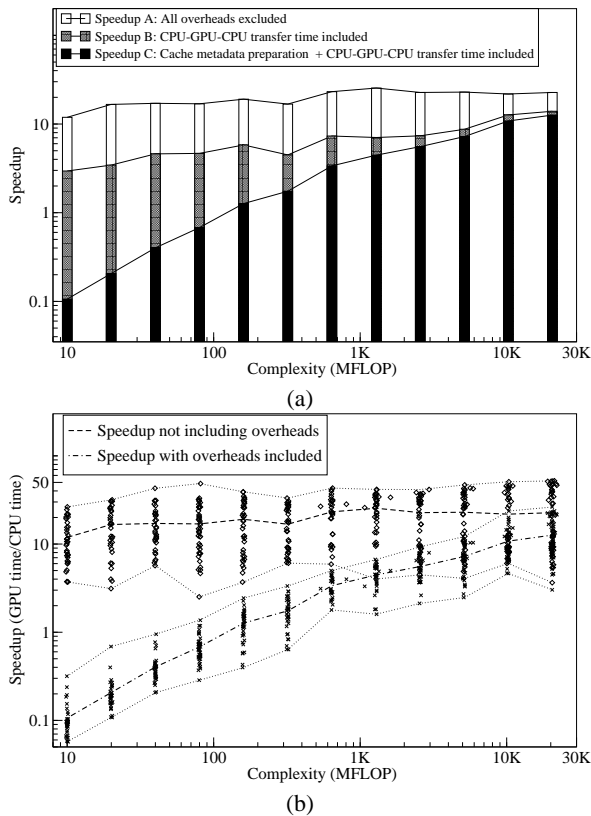 Speedup A: All overheads excluded
Speedup B: CPU-GPU-CPU transfer time included
Speedup C: Cache metadata preparation + CPU-GPU-CPU transfer time included
Speedup
10
1
0.1
10
100
1K
10K
30K
Complexity (MFLOP)
(a)
Speedup not including overheads
Speedup with overheads included
Speedup (GPU time/CPU time)
50
10
1
0.1
10
100
1K
10K
30K
Complexity (MFLOP)
(b)